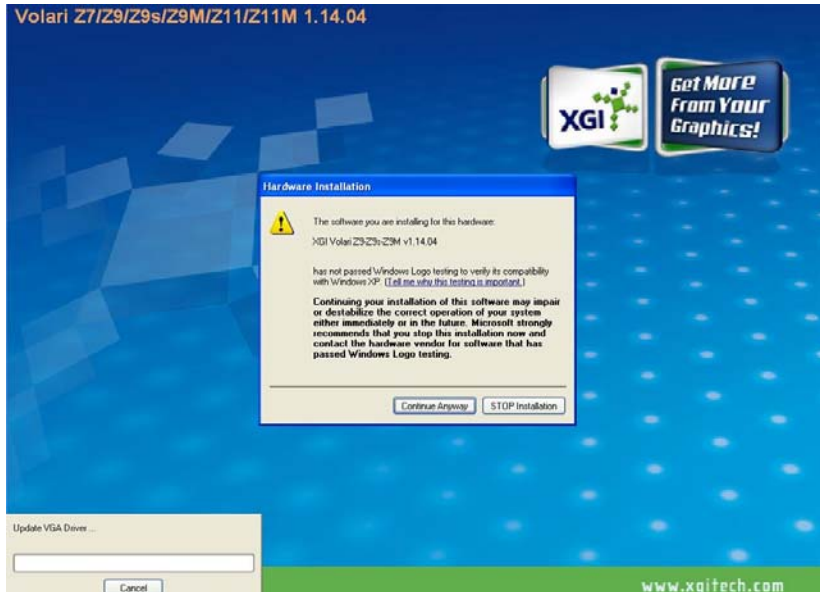 Volari Z7/Z9/Z9s/Z9M/Z11/Z11M 1.14.04
XGI
Get More
From Your
Graphics!
Hardware Installation
The software you are installing for this hardware:
XGI Volari Z9-Z9s-Z9M v1.14.04
has not passed Windows Logo testing to verify its compatibility
with Windows XP. (Tell me why this testing is important.)
Continuing your installation of this software may impair
or destabilize the correct operation of your system
either immediately or in the future. Microsoft strongly
recommends that you stop this installation now and
contact the hardware vendor for software that has
passed Windows Logo testing.
Continue Anyway
STOP Installation
Update VGA Driver ...
Cancel
www.xgitech.com